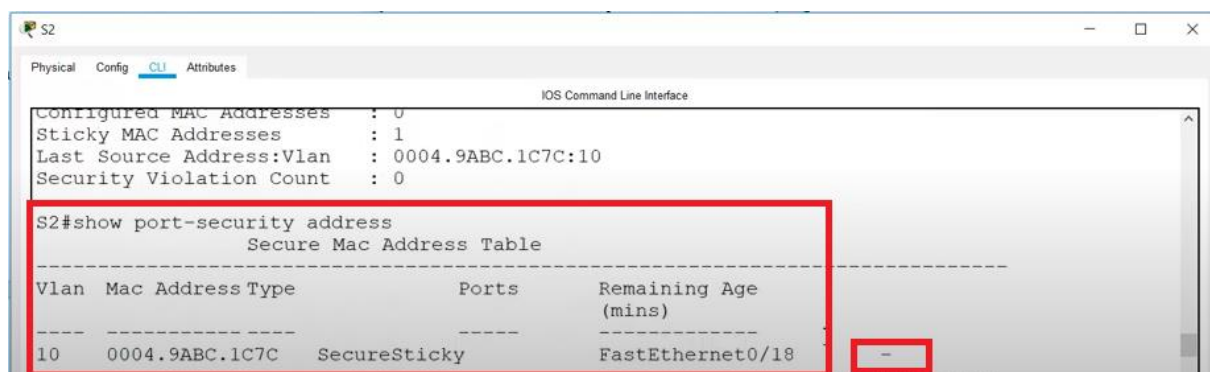 S2
Physical Config CLI Attributes
IOS Command Line Interface
Configured MAC Addresses : 0
Sticky MAC Addresses : 1
Last Source Address:Vlan : 0004.9ABC.1C7C:10
Security Violation Count : 0
S2#show port-security address
Secure Mac Address Table
-----------------------------------------------------------------------------
Vlan Mac Address Type Ports Remaining Age
(mins)
---- ----------- ---- ----- -------------
10 0004.9ABC.1C7C SecureSticky FastEthernet0/18 -